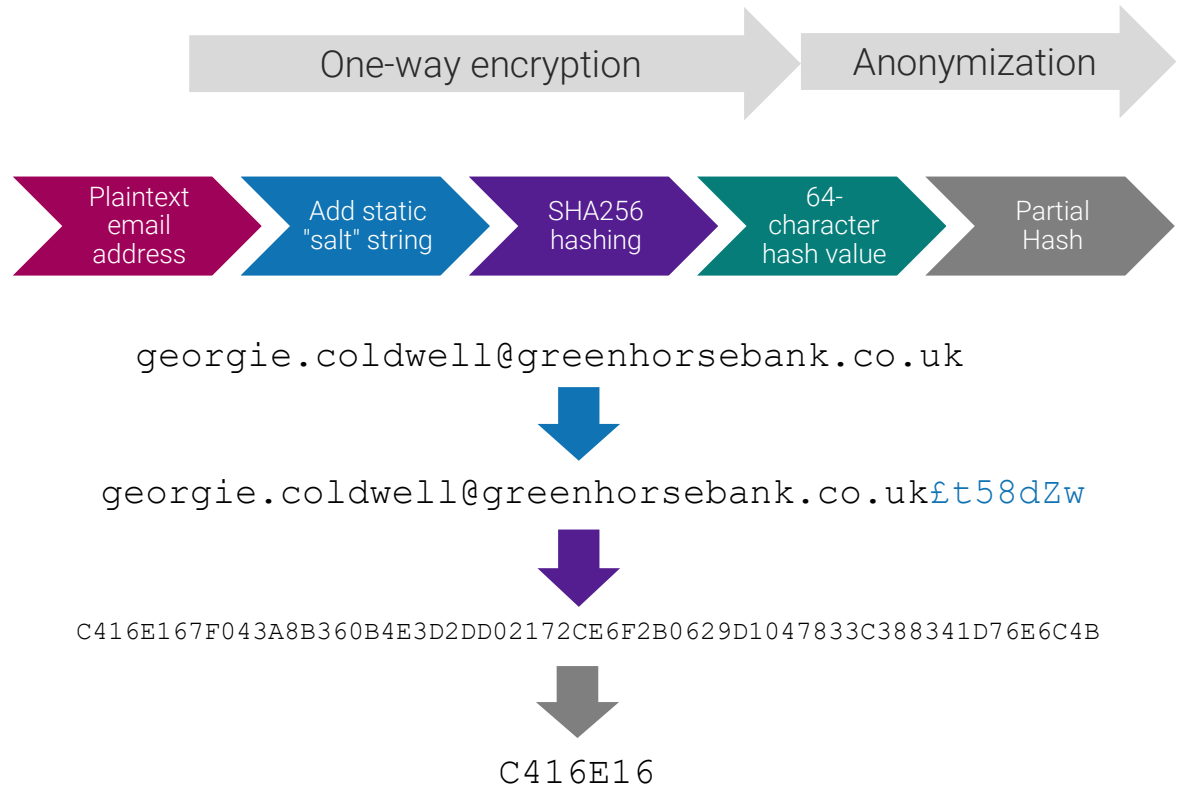 One-way encryption
Anonymization
Plaintext
email
address
Add static
"salt" string
SHA256
hashing
64-
character
hash value
Partial
Hash
georgie.coldwell@greenhorsebank.co.uk
georgie.coldwell@greenhorsebank.co.uk£t58dZw
C416E167F043A8B360B4E3D2DD02172CE6F2B0629D1047833C388341D76E6C4B
C416E16